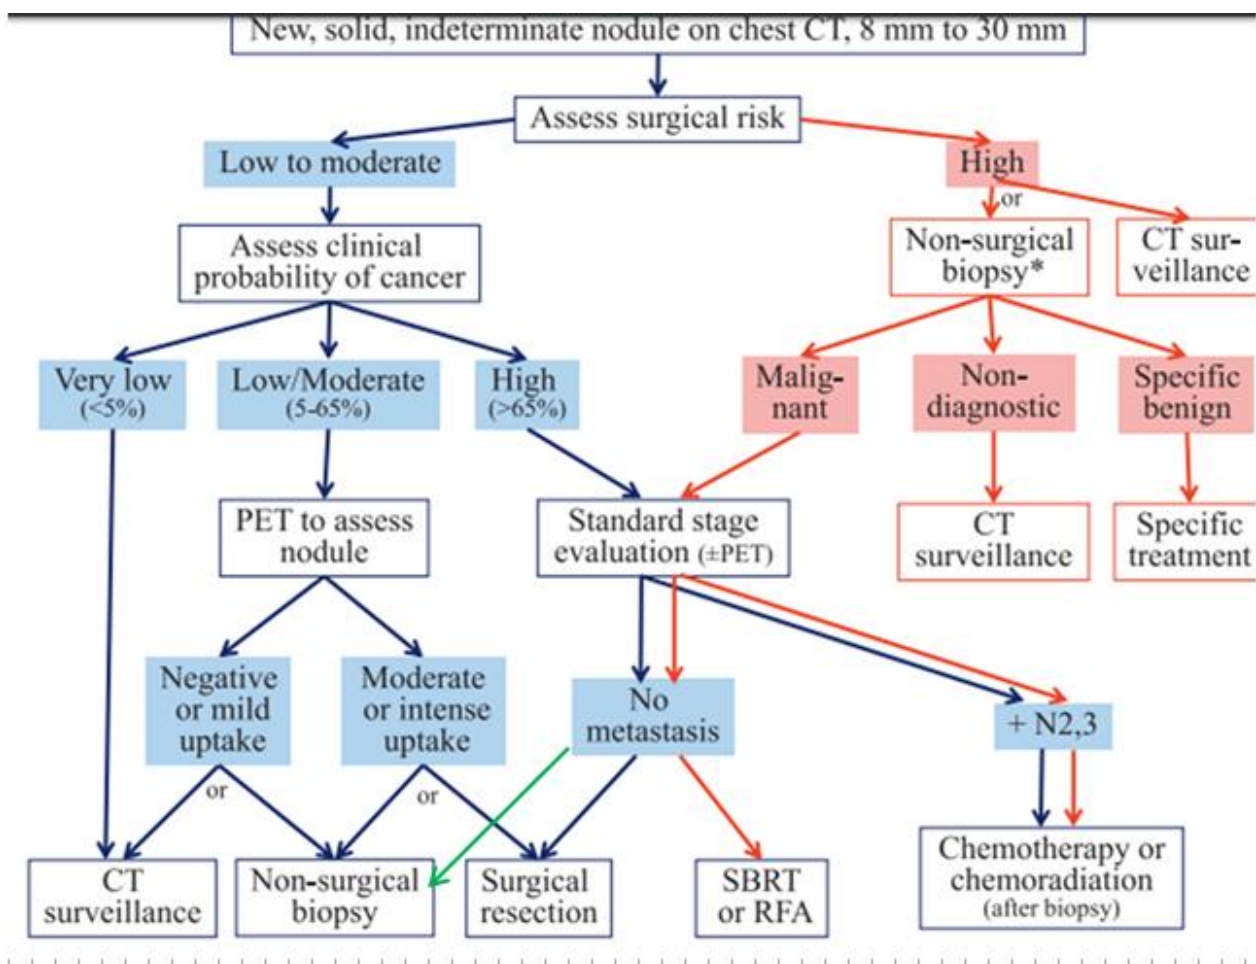 New, solid, indeterminate nodule on chest CT, 8 mm to 30 mm
Assess surgical risk
Low to moderate
High
or
Assess clinical
probability of cancer
Non-surgical
biopsy*
CT sur-
veillance
Very low
(<5%)
Low/Moderate
(5-65%)
High
(>65%)
Malig-
nant
Non-
diagnostic
Specific
benign
PET to assess
nodule
Standard stage
evaluation (±PET)
CT
surveillance
Specific
treatment
Negative
or mild
uptake
Moderate
or intense
uptake
No
metastasis
+ N2,3
or
or
CT
surveillance
Non-surgical
biopsy
Surgical
resection
SBRT
or RFA
Chemotherapy or
chemoradiation
(after biopsy)